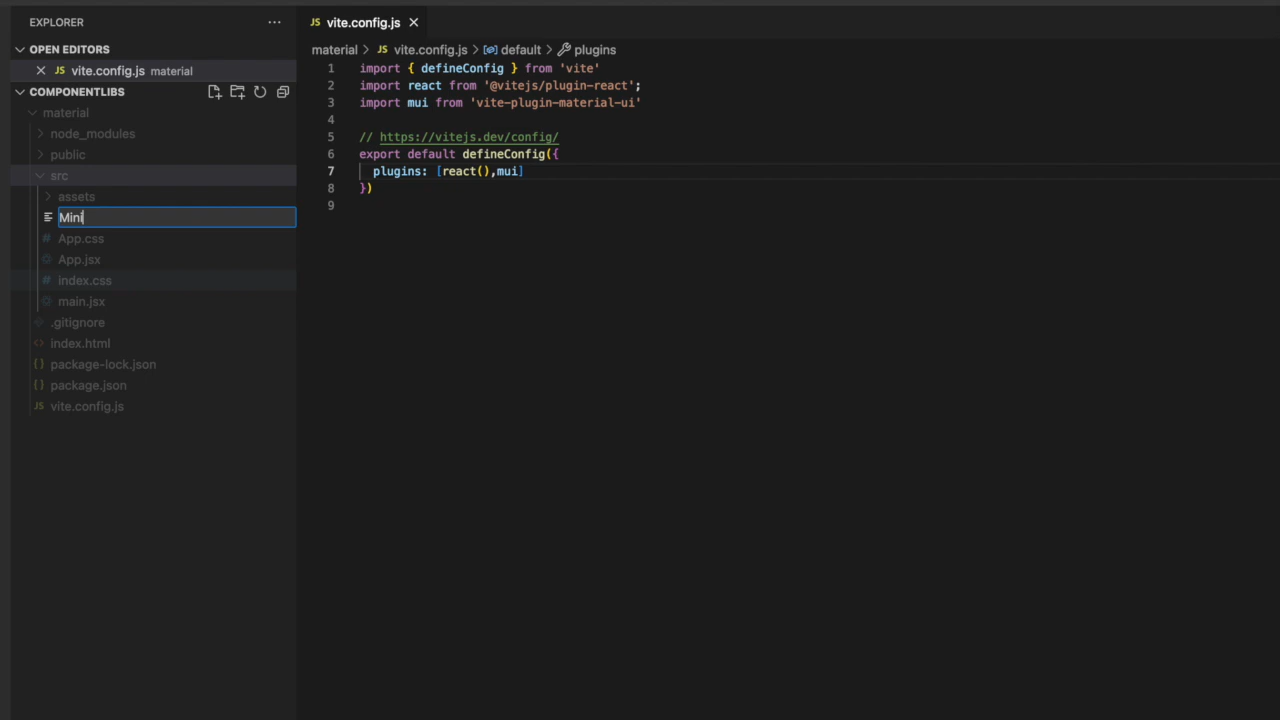 EXPLORER
···
OPEN EDITORS
JS vite.config.js material
COMPONENTLIBS
material
node_modules
public
src
assets
Mini
# App.css
App.jsx
# index.css
main.jsx
.gitignore
<> index.html
{} package-lock.json
{} package.json
JS vite.config.js
JS vite.config.js
material > JS vite.config.js > default > plugins
1 import { defineConfig } from 'vite'
2 import react from '@vitejs/plugin-react';
3 import mui from 'vite-plugin-material-ui'
4
5 // https://vitejs.dev/config/
6 export default defineConfig({
7 plugins: [react(),mui]
8 })
9